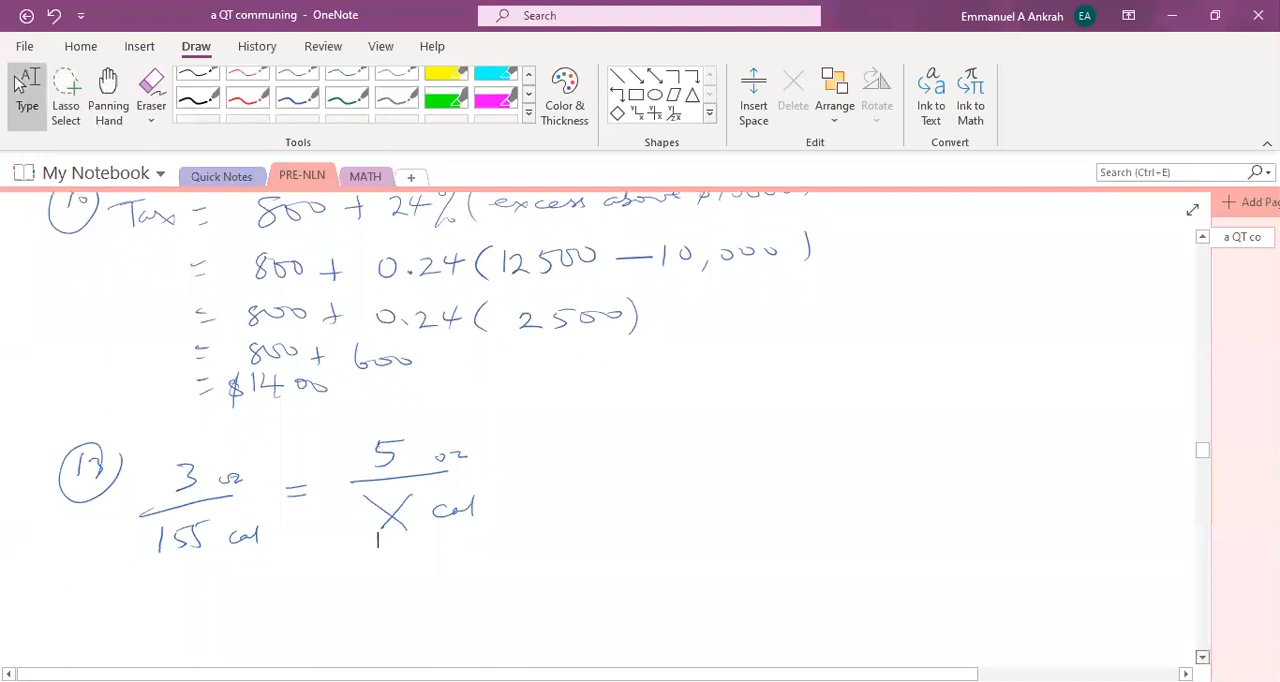 a QT communing - OneNote
Search
Emmanuel A Ankrah
EA
File Home Insert Draw History Review View Help
Type
Lasso Select
Panning Hand
Eraser
Color & Thickness
Insert Space
Delete
Arrange
Rotate
Ink to Text
Ink to Math
Tools
Shapes
Edit
Convert
My Notebook
Quick Notes
PRE-NLN
MATH
+
Search (Ctrl+E)
Add Pag
a QT co
Tax = 800 + 24% ( excess above
= 800 + 0.24 (12500 — 10,000 )
= 800 + 0.24 ( 2500)
= 800 + 600
= $1400
13 3 oz / 155 cal = 5 oz / X cal